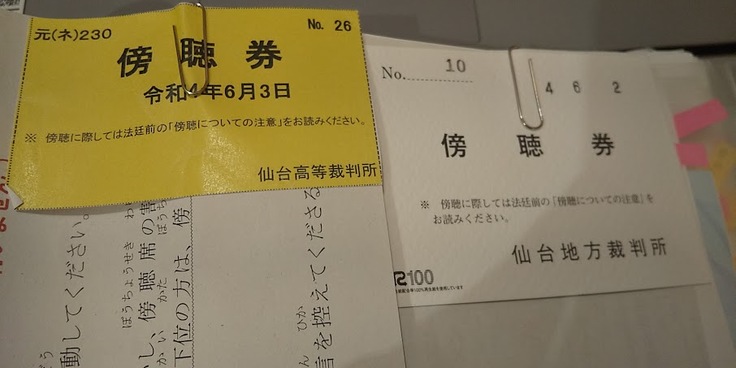 元(ネ)230
No. 26
傍聴券
令和4年6月3日
※ 傍聴に際しては法廷前の「傍聴についての注意」をお読みください。
仙台高等裁判所
No. 10
4 6 2
傍聴券
※ 傍聴に際しては法廷前の「傍聴についての注意」を
お読みください。
仙台地方裁判所
R100
言を控えてくださる
下位の方は、傍
し、傍聴席の
動してください。